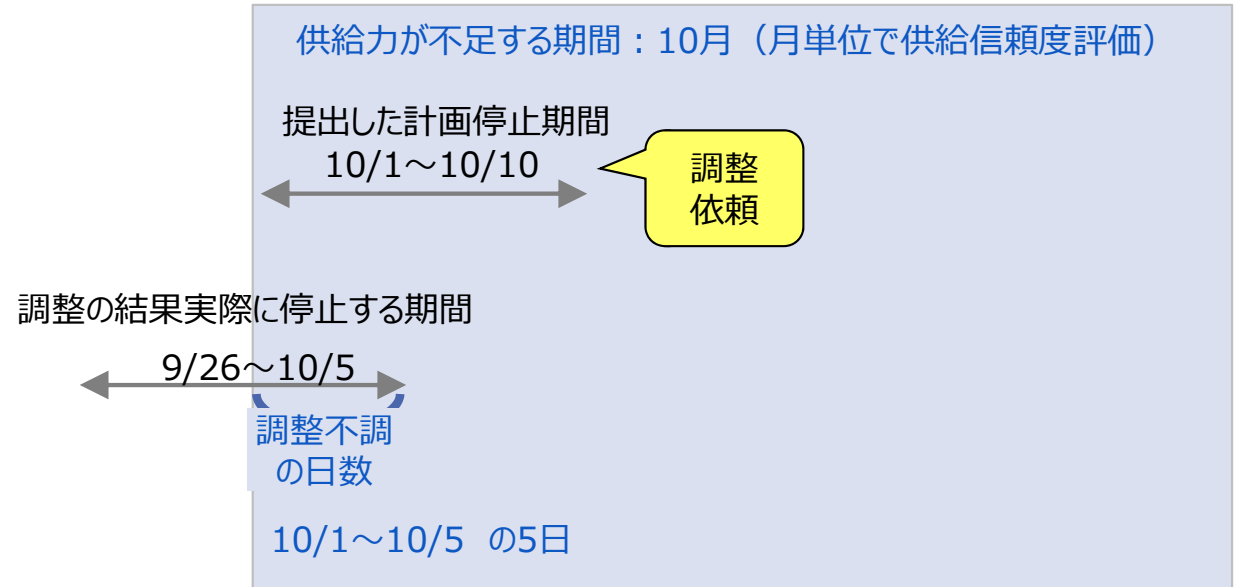 供給力が不足する期間：10月（月単位で供給信頼度評価）
提出した計画停止期間
10/1～10/10
調整
依頼
調整の結果実際に停止する期間
9/26～10/5
調整不調
の日数
10/1～10/5 の5日